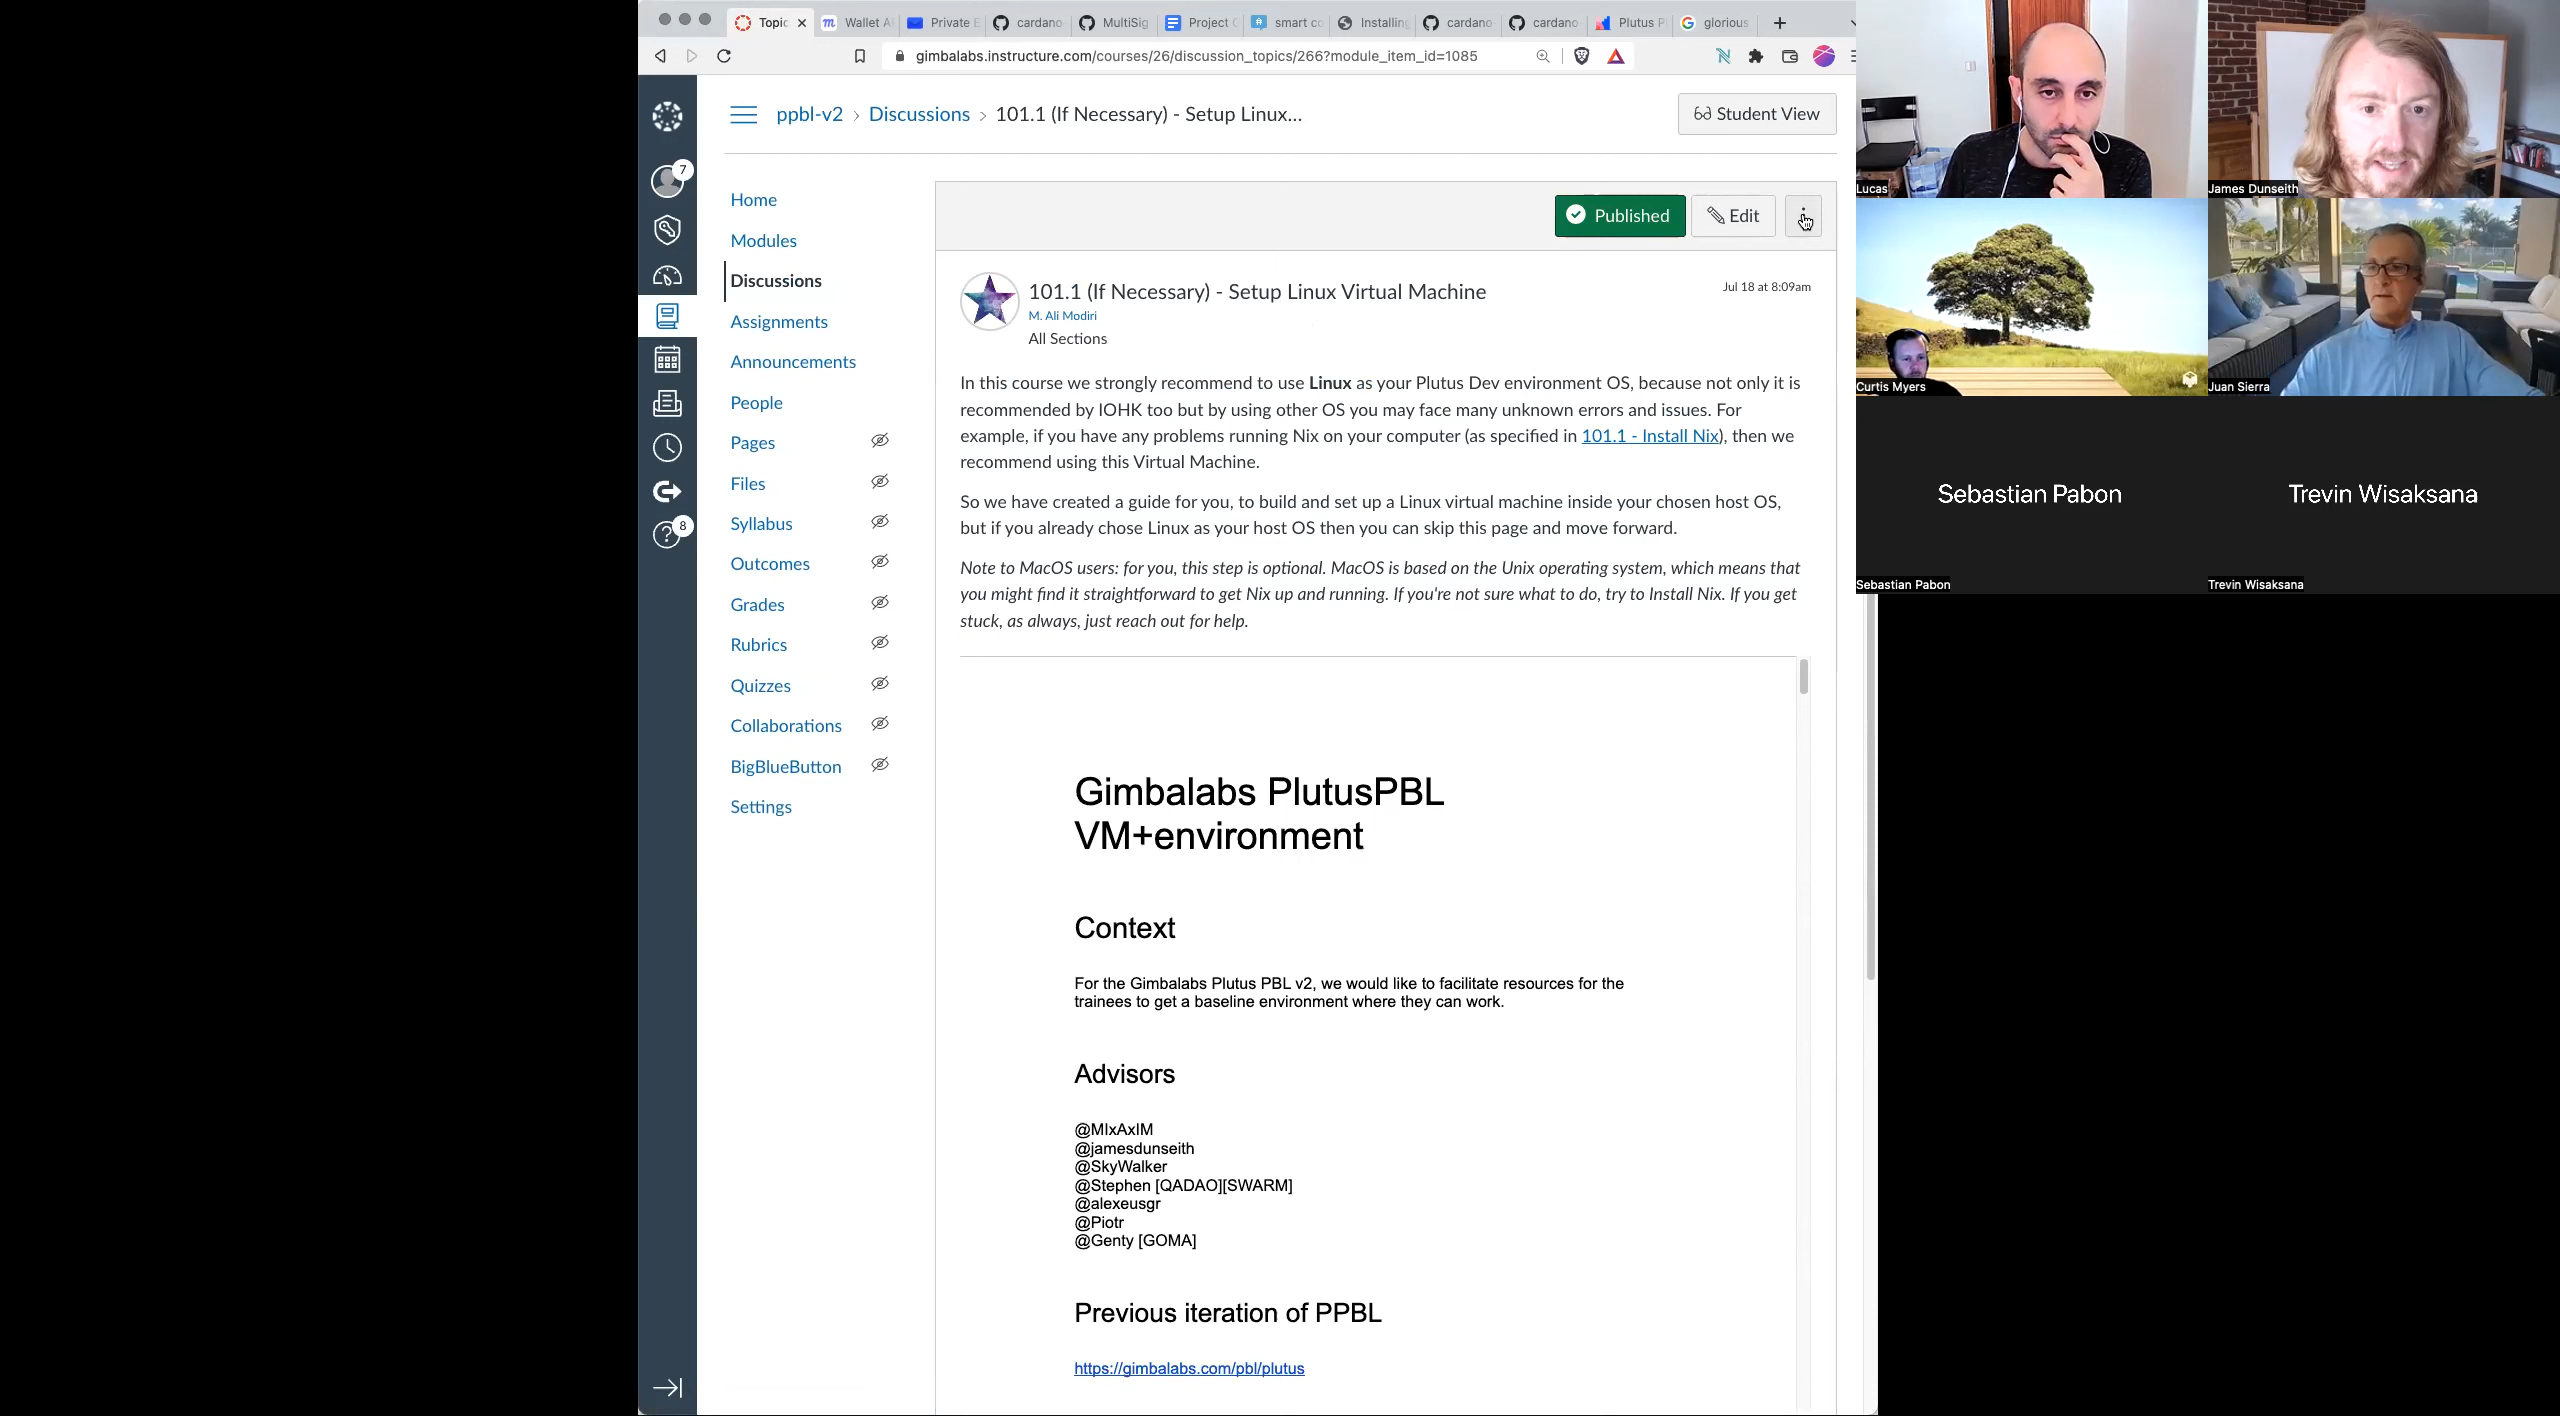 Topic
Wallet A
Private E
cardano
MultiSig
Project
smart co
Installing
cardano
cardano
Plutus P
glorious
gimbalabs.instructure.com/courses/26/discussion_topics/266?module_item_id=1085
ppbl-v2 › Discussions › 101.1 (If Necessary) - Setup Linux...
Student View
7
8
Home
Modules
Discussions
Assignments
Announcements
People
Pages
Files
Syllabus
Outcomes
Grades
Rubrics
Quizzes
Collaborations
BigBlueButton
Settings
Published
Edit
101.1 (If Necessary) - Setup Linux Virtual Machine
Jul 18 at 8:09am
M. Ali Modiri
All Sections
In this course we strongly recommend to use Linux as your Plutus Dev environment OS, because not only it is
recommended by IOHK too but by using other OS you may face many unknown errors and issues. For
example, if you have any problems running Nix on your computer (as specified in 101.1 - Install Nix), then we
recommend using this Virtual Machine.
So we have created a guide for you, to build and set up a Linux virtual machine inside your chosen host OS,
but if you already chose Linux as your host OS then you can skip this page and move forward.
Note to MacOS users: for you, this step is optional. MacOS is based on the Unix operating system, which means that
you might find it straightforward to get Nix up and running. If you're not sure what to do, try to Install Nix. If you get
stuck, as always, just reach out for help.
Gimbalabs PlutusPBL
VM+environment
Context
For the Gimbalabs Plutus PBL v2, we would like to facilitate resources for the
trainees to get a baseline environment where they can work.
Advisors
@MIxAxIM
@jamesdunseith
@SkyWalker
@Stephen [QADAO][SWARM]
@alexeusgr
@Piotr
@Genty [GOMA]
Previous iteration of PPBL
https://gimbalabs.com/pbl/plutus
Lucas
James Dunseith
Curtis Myers
Juan Sierra
Sebastian Pabon
Trevin Wisaksana
Sebastian Pabon
Trevin Wisaksana